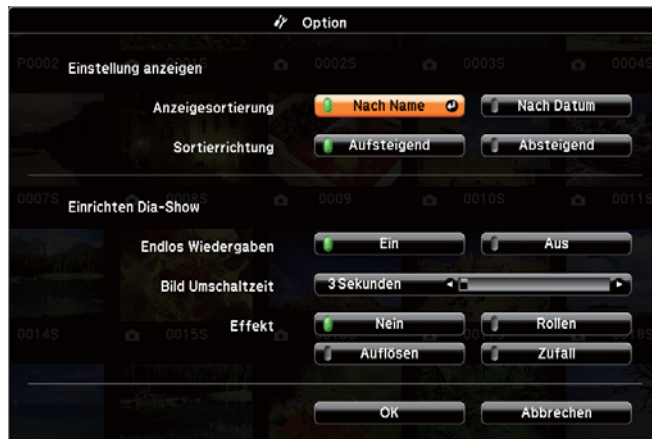 Option
P0002 0001S 0002S 0003S 0004S
Einstellung anzeigen
Anzeigesortierung Nach Name Nach Datum
Sortierrichtung Aufsteigend Absteigend
0007S 0008S 0009 0010S 0011S
Einrichten Dia-Show
Endlos Wiedergaben Ein Aus
Bild Umschaltzeit 3 Sekunden
Effekt Nein Rollen
0014S 0015S
Auflösen Zufall
OK Abbrechen